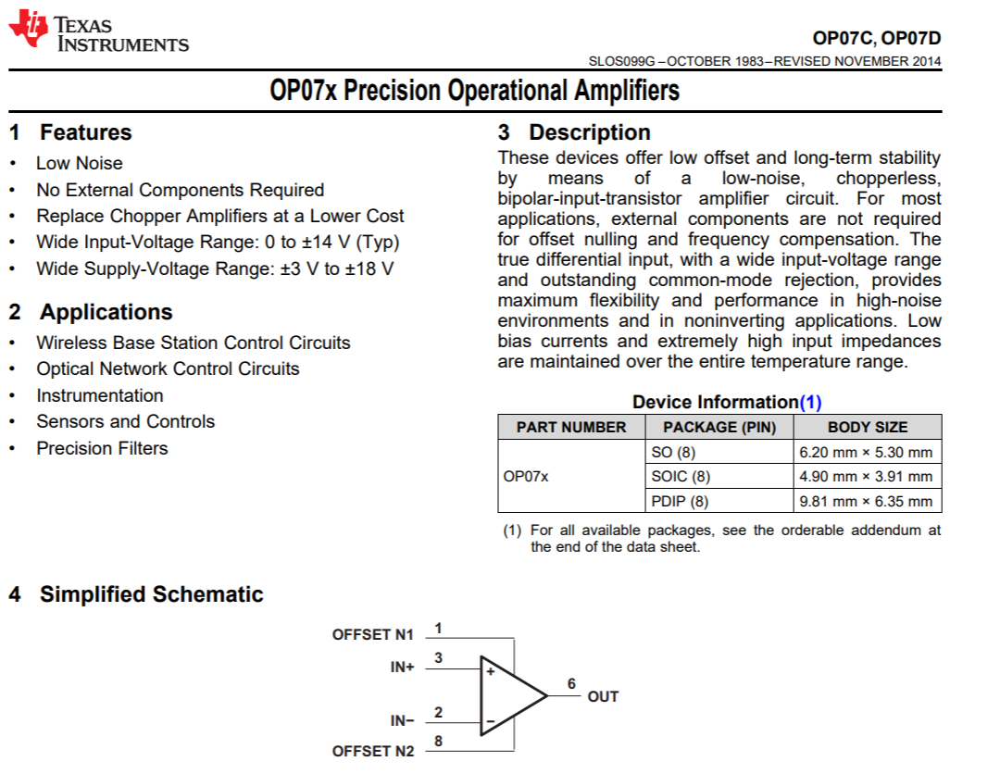 TEXAS
INSTRUMENTS
OP07C, OP07D
SLOS099G –OCTOBER 1983–REVISED NOVEMBER 2014
OP07x Precision Operational Amplifiers
1 Features
• Low Noise
• No External Components Required
• Replace Chopper Amplifiers at a Lower Cost
• Wide Input-Voltage Range: 0 to ±14 V (Typ)
• Wide Supply-Voltage Range: ±3 V to ±18 V
2 Applications
• Wireless Base Station Control Circuits
• Optical Network Control Circuits
• Instrumentation
• Sensors and Controls
• Precision Filters
3 Description
These devices offer low offset and long-term stability
by means of a low-noise, chopperless,
bipolar-input-transistor amplifier circuit. For most
applications, external components are not required
for offset nulling and frequency compensation. The
true differential input, with a wide input-voltage range
and outstanding common-mode rejection, provides
maximum flexibility and performance in high-noise
environments and in noninverting applications. Low
bias currents and extremely high input impedances
are maintained over the entire temperature range.
Device Information(1)
PART NUMBER PACKAGE (PIN) BODY SIZE
SO (8) 6.20 mm × 5.30 mm
OP07x SOIC (8) 4.90 mm × 3.91 mm
PDIP (8) 9.81 mm × 6.35 mm
(1) For all available packages, see the orderable addendum at
the end of the data sheet.
4 Simplified Schematic
OFFSET N1 1
IN+ 3
+
6
OUT
IN− 2
−
OFFSET N2 8